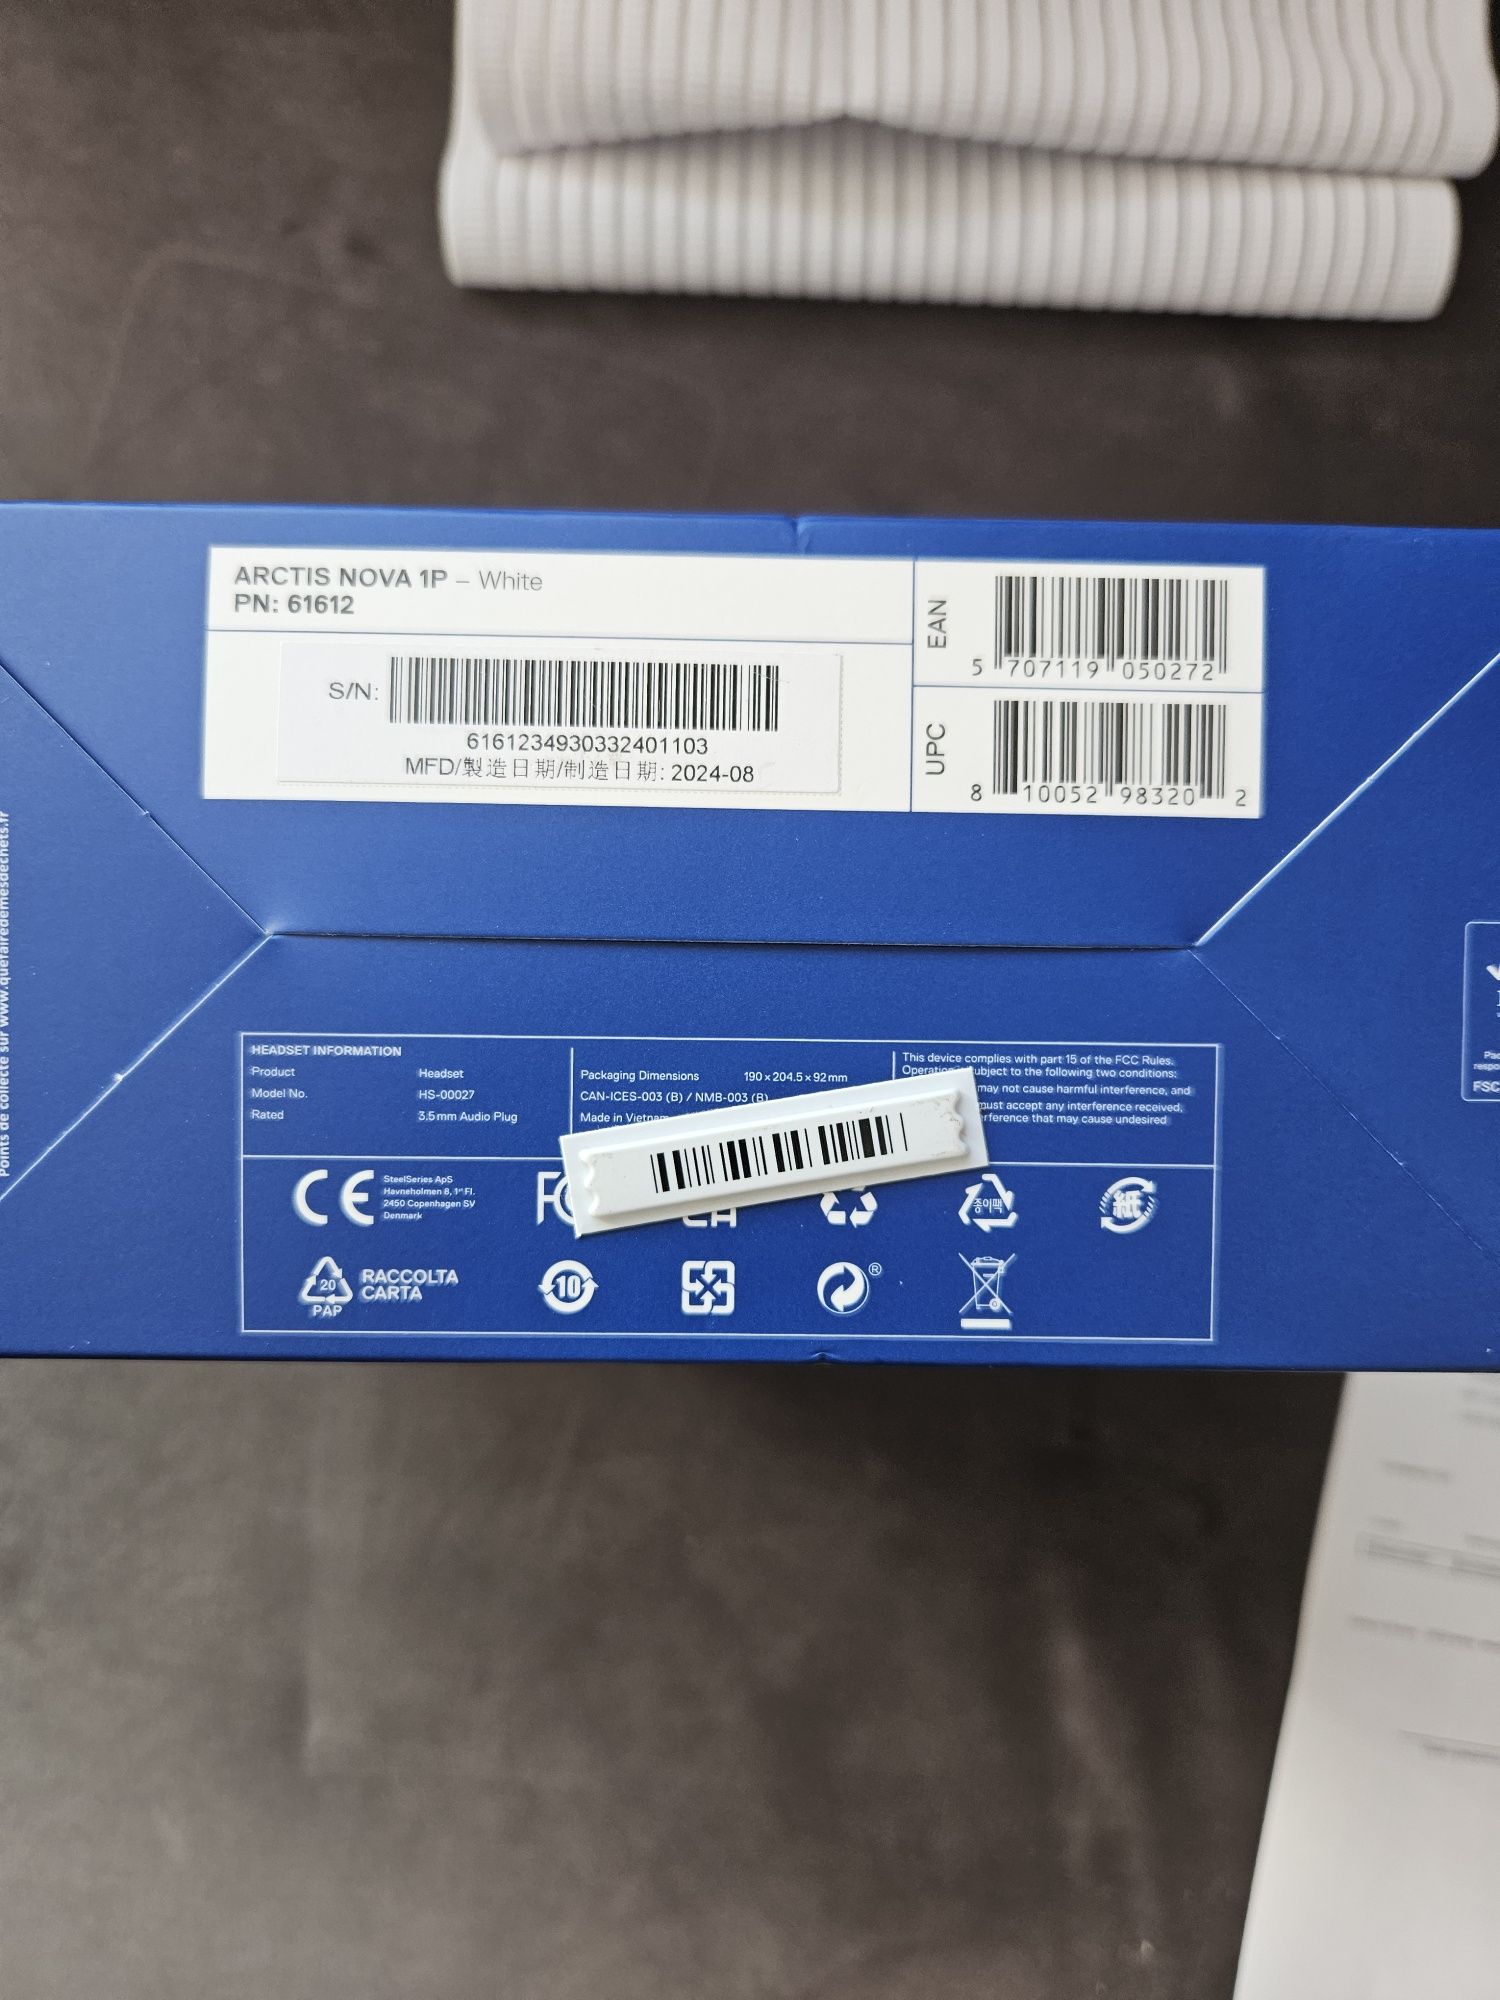 ARCTIS NOVA 1P – White
PN: 61612
S/N:
6161234930332401103
MFD/製造日期/制造日期: 2024-08
EAN
5 707119 050272
UPC
8 10052 98320 2
Points de collecte sur www.quefairedemesdechets.fr
HEADSET INFORMATION
Product Headset
Model No. HS-00027
Rated 3.5mm Audio Plug
Packaging Dimensions 190 × 204.5 × 92 mm
CAN-ICES-003 (B) / NMB-003 (B)
Made in Vietnam
This device complies with part 15 of the FCC Rules.
subject to the following two conditions:
may not cause harmful interference, and
must accept any interference received,
that may cause undesired
CE
SteelSeries ApS
Havneholmen 8, 1st Fl.
2450 Copenhagen SV
Denmark
종이팩
紙
20
PAP
RACCOLTA
CARTA
10
®
FSC